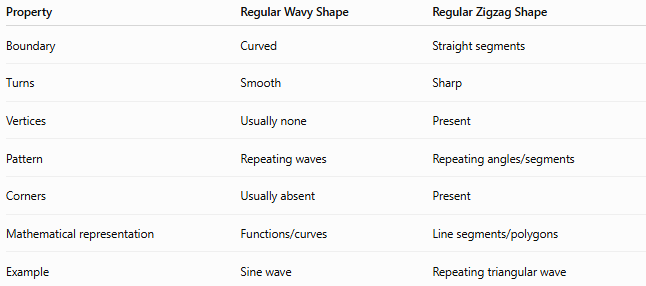 Property Regular Wavy Shape Regular Zigzag Shape
Boundary Curved Straight segments
Turns Smooth Sharp
Vertices Usually none Present
Pattern Repeating waves Repeating angles/segments
Corners Usually absent Present
Mathematical representation Functions/curves Line segments/polygons
Example Sine wave Repeating triangular wave